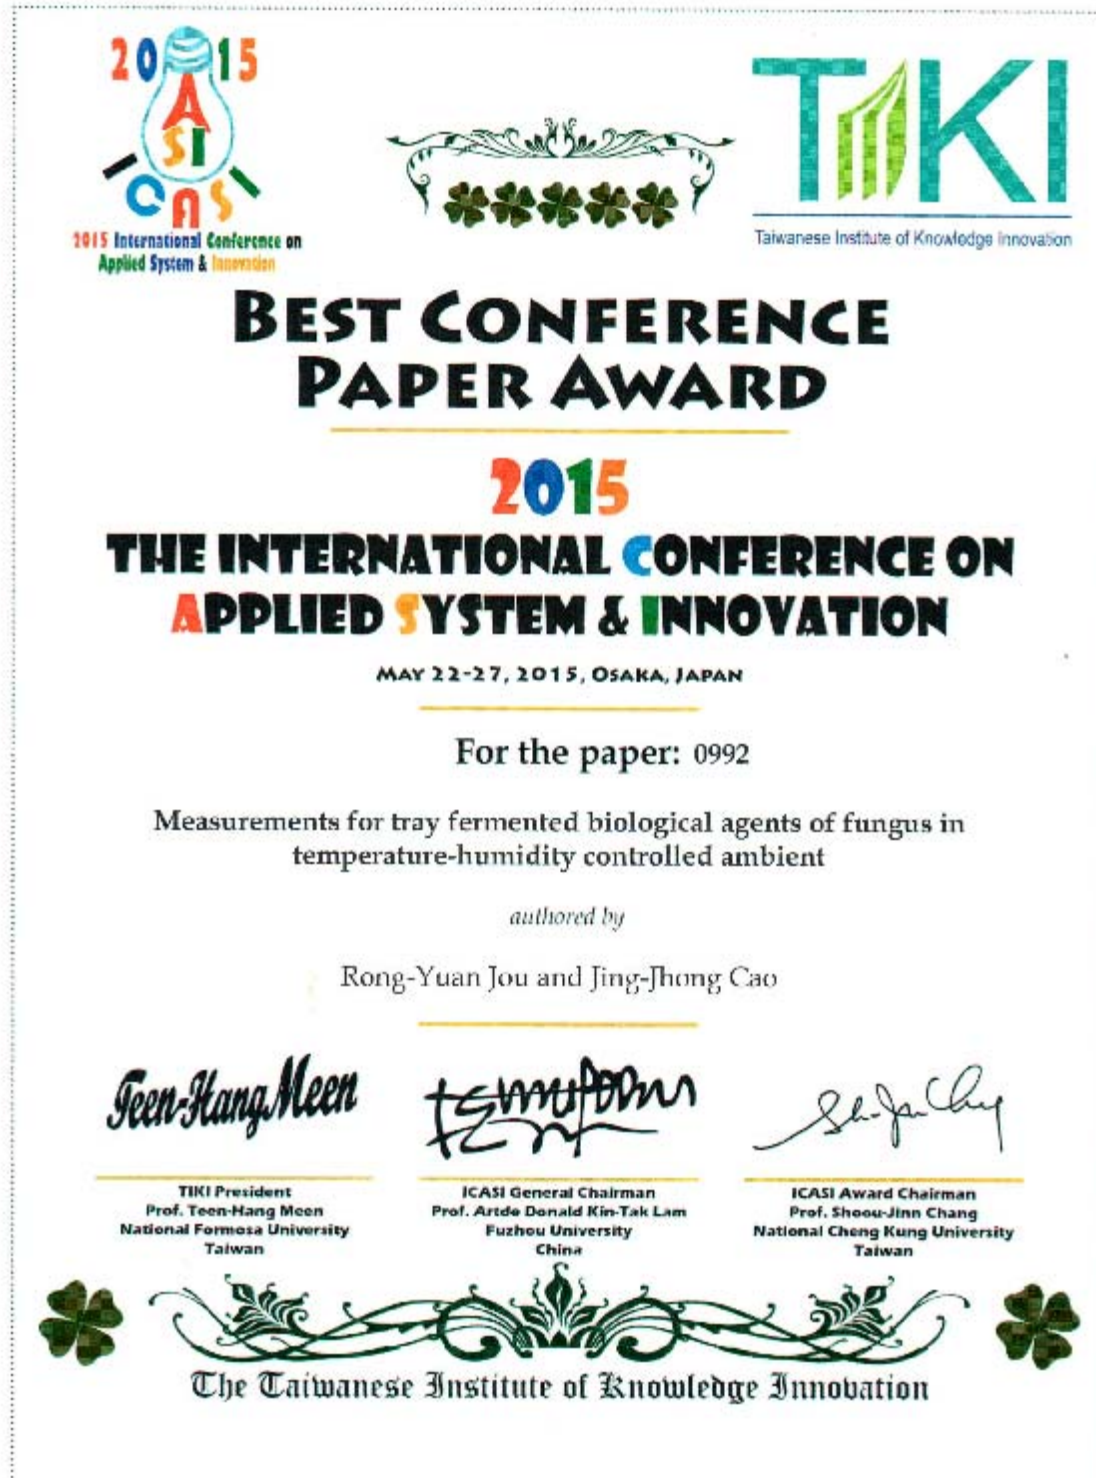 2015
ASI
ICASI
2015 International Conference on
Applied System & Innovation
TIKI
Taiwanese Institute of Knowledge Innovation
BEST CONFERENCE
PAPER AWARD
2015
THE INTERNATIONAL CONFERENCE ON
APPLIED SYSTEM & INNOVATION
MAY 22-27, 2015, OSAKA, JAPAN
For the paper: 0992
Measurements for tray fermented biological agents of fungus in
temperature-humidity controlled ambient
authored by
Rong-Yuan Jou and Jing-Jhong Cao
Teen-Hang Meen
TIKI President
Prof. Teen-Hang Meen
National Formosa University
Taiwan
ICASI General Chairman
Prof. Artde Donald Kin-Tak Lam
Fuzhou University
China
ICASI Award Chairman
Prof. Shoou-Jinn Chang
National Cheng Kung University
Taiwan
The Taiwanese Institute of Knowledge Innovation